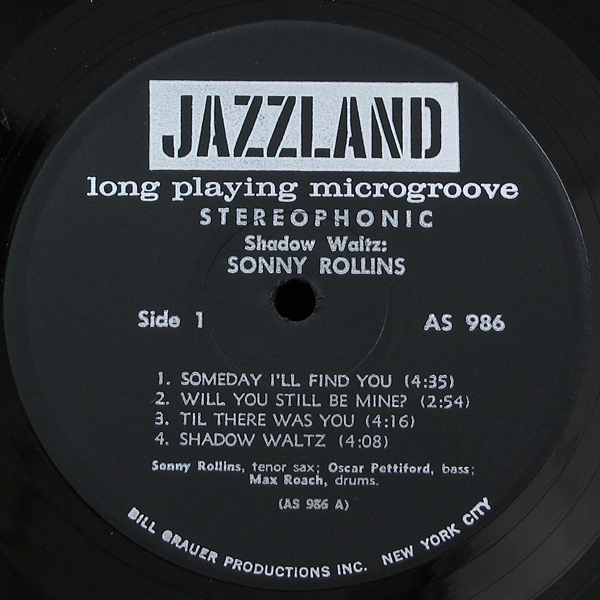 JAZZLAND
long playing microgroove
STEREOPHONIC
Shadow Waltz:
SONNY ROLLINS
Side 1 AS 986
1. SOMEDAY I'LL FIND YOU (4:35)
2. WILL YOU STILL BE MINE? (2:54)
3. TIL THERE WAS YOU (4:16)
4. SHADOW WALTZ (4:08)
Sonny Rollins, tenor sax; Oscar Pettiford, bass;
Max Roach, drums.
(AS 986 A)
BILL GRAUER PRODUCTIONS INC. NEW YORK CITY